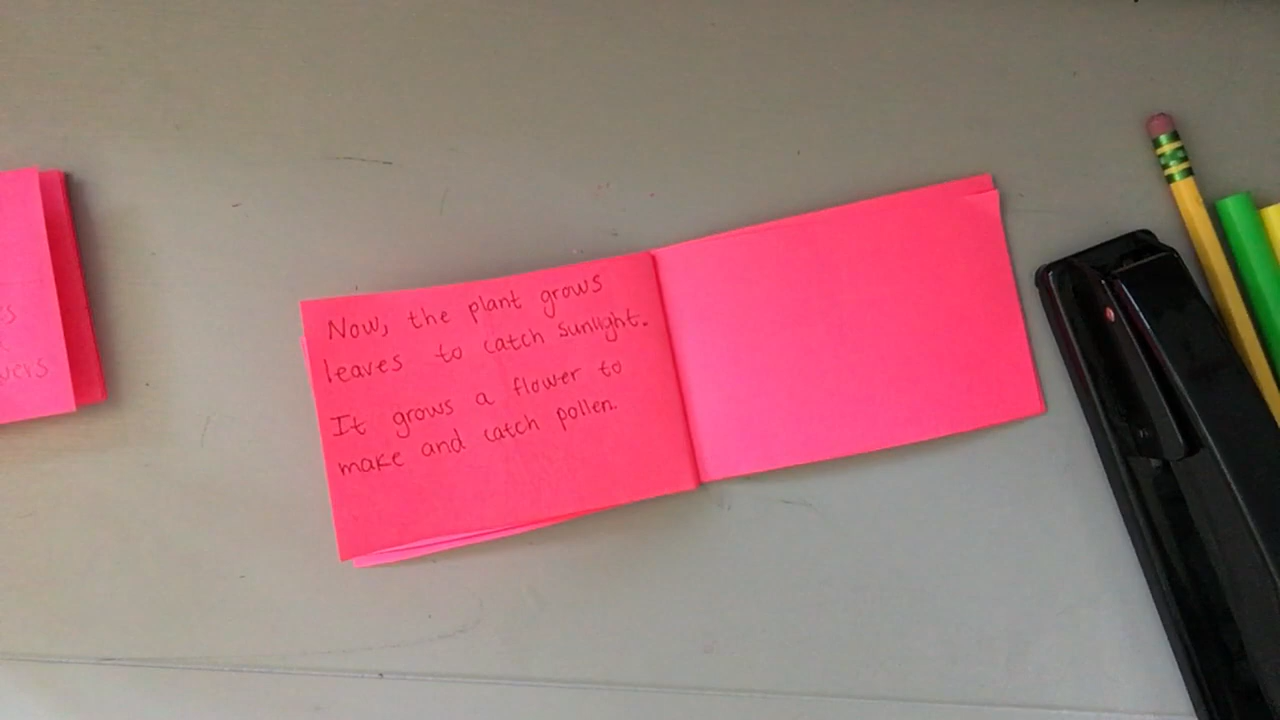 Now, the plant grows
leaves to catch sunlight.
It grows a flower to
make and catch pollen.